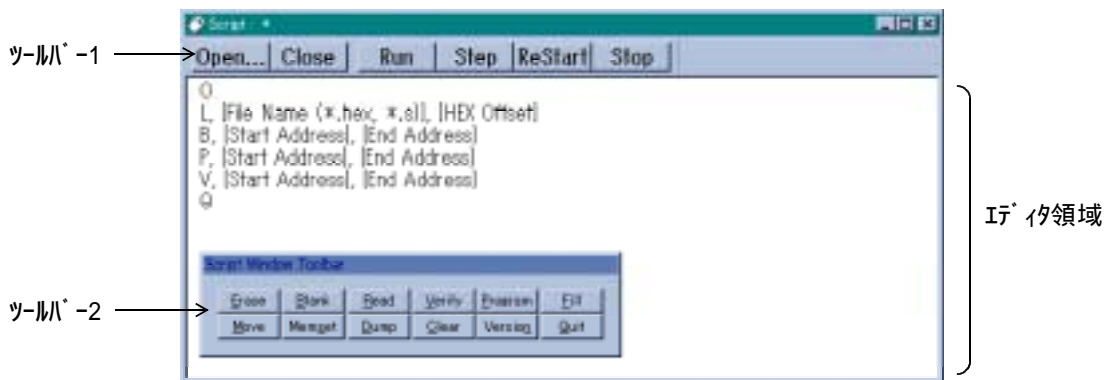 Script : *
ﾂｰﾙﾊﾞｰ1
Open... Close Run Step ReStart Stop
O
L, [File Name (*.hex, *.s)], [HEX Offset]
B, [Start Address], [End Address]
P, [Start Address], [End Address]
V, [Start Address], [End Address]
Q
ｴﾃﾞｨﾀ領域
Script Window Toolbar
ﾂｰﾙﾊﾞｰ2
Erase Blank Read Verify Program Fill
Move Memget Dump Clear Version Quit